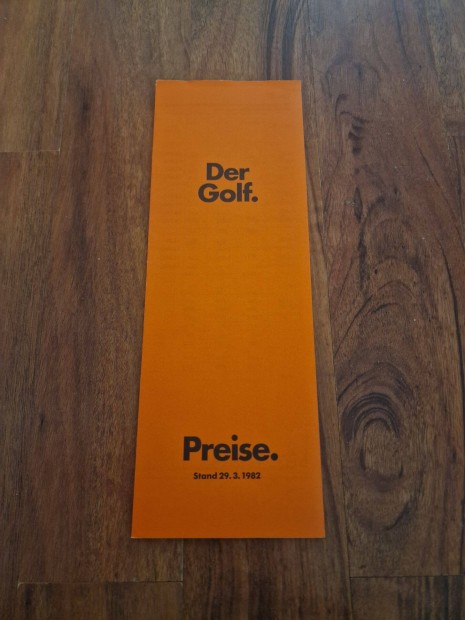 Der
Golf.
Preise.
Stand 29. 3. 1982